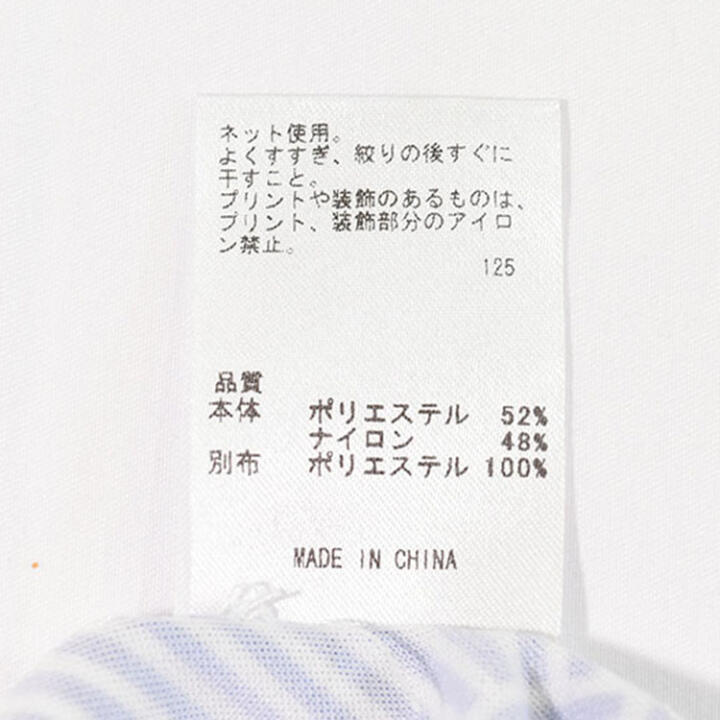 ネット使用。
よくすすぎ、絞りの後すぐに
干すこと。
プリントや装飾のあるものは、
プリント、装飾部分のアイロ
ン禁止。
125
品質
本体 ポリエステル 52%
ナイロン 48%
別布 ポリエステル 100%
MADE IN CHINA